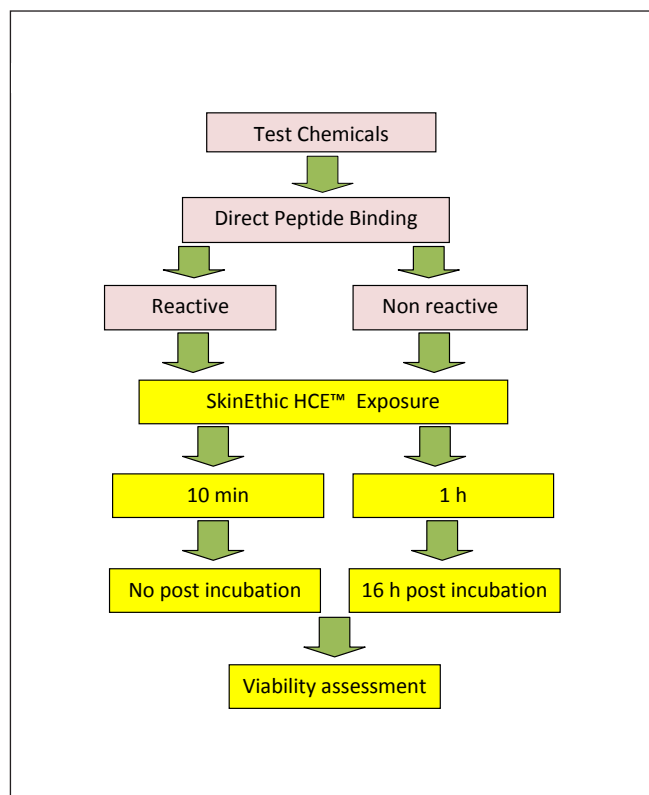 Test Chemicals
Direct Peptide Binding
Reactive
Non reactive
SkinEthic HCE™ Exposure
10 min
1 h
No post incubation
16 h post incubation
Viability assessment